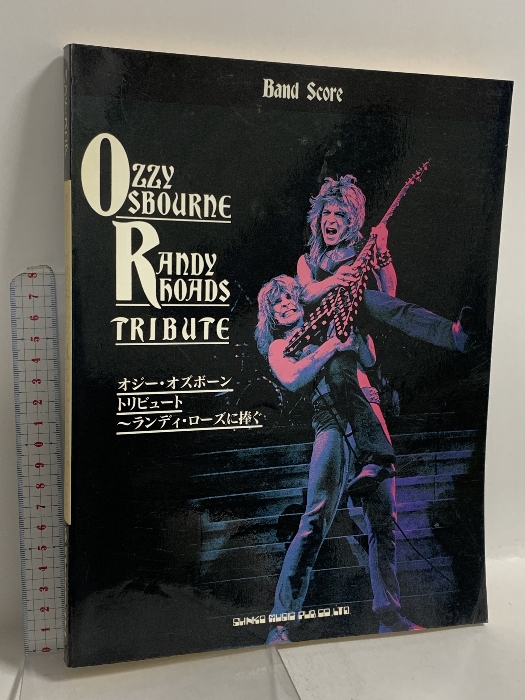 Band Score
OZZY
OSBOURNE
RANDY
RHOADS
TRIBUTE
オジー・オズボーン
トリビュート
～ランディ・ローズに捧ぐ
SHINKO MUSIC PUB. CO., LTD.